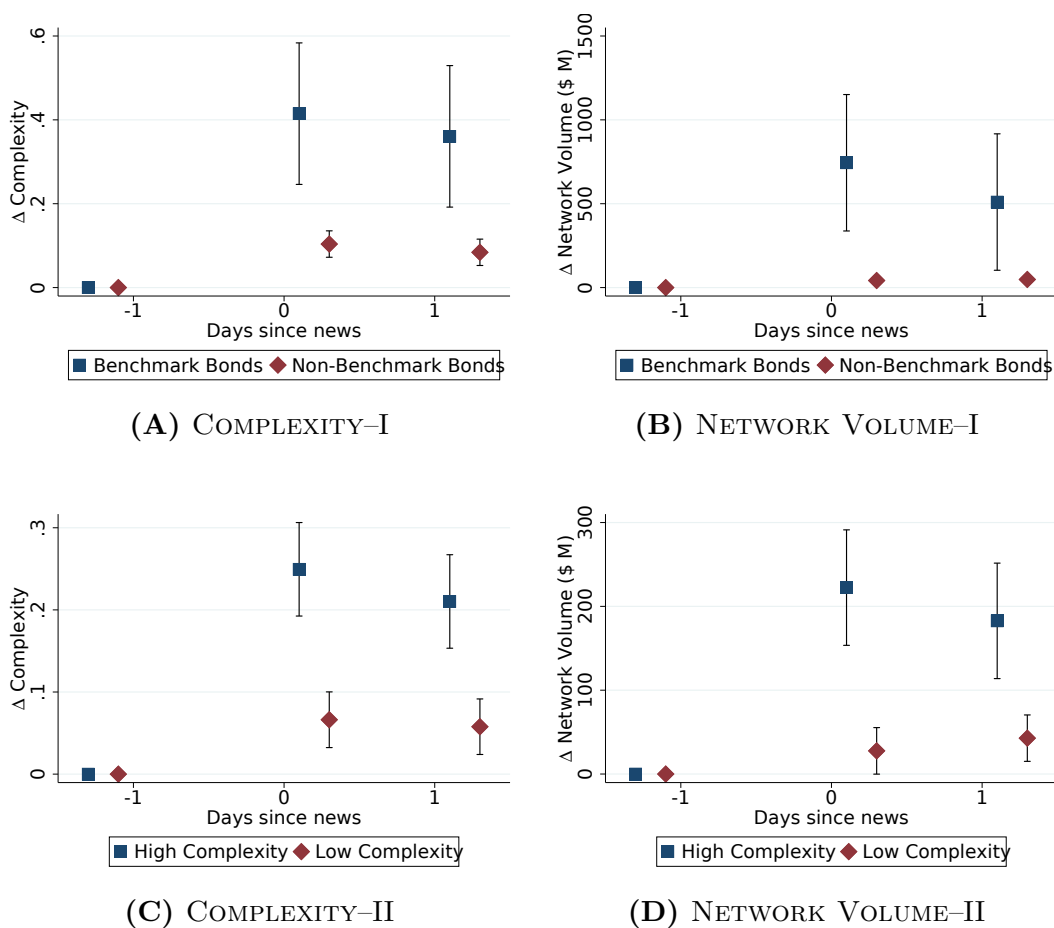 Δ Complexity
0 .2 .4 .6
-1 0 1
Days since news
Benchmark Bonds Non-Benchmark Bonds
(A) COMPLEXITY–I
Δ Network Volume ($ M)
0 500 1000 1500
-1 0 1
Days since news
Benchmark Bonds Non-Benchmark Bonds
(B) NETWORK VOLUME–I
Δ Complexity
0 .1 .2 .3
-1 0 1
Days since news
High Complexity Low Complexity
(C) COMPLEXITY–II
Δ Network Volume ($ M)
0 100 200 300
-1 0 1
Days since news
High Complexity Low Complexity
(D) NETWORK VOLUME–II